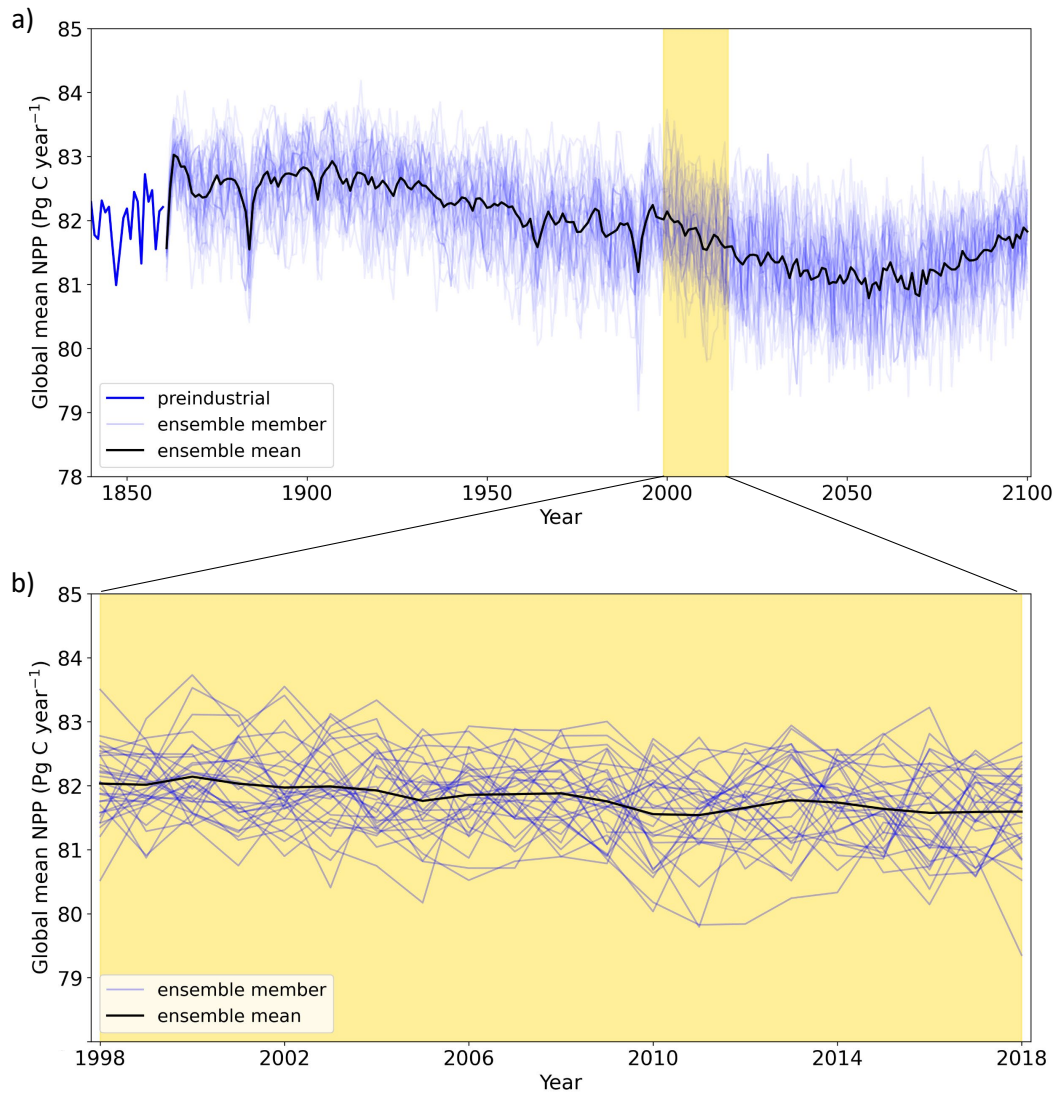 a)
85
84
83
82
81
80
79
78
Global mean NPP (Pg C year⁻¹)
preindustrial
ensemble member
ensemble mean
1850
1900
1950
2000
2050
2100
Year
b)
85
84
83
82
81
80
79
Global mean NPP (Pg C year⁻¹)
ensemble member
ensemble mean
1998
2002
2006
2010
2014
2018
Year